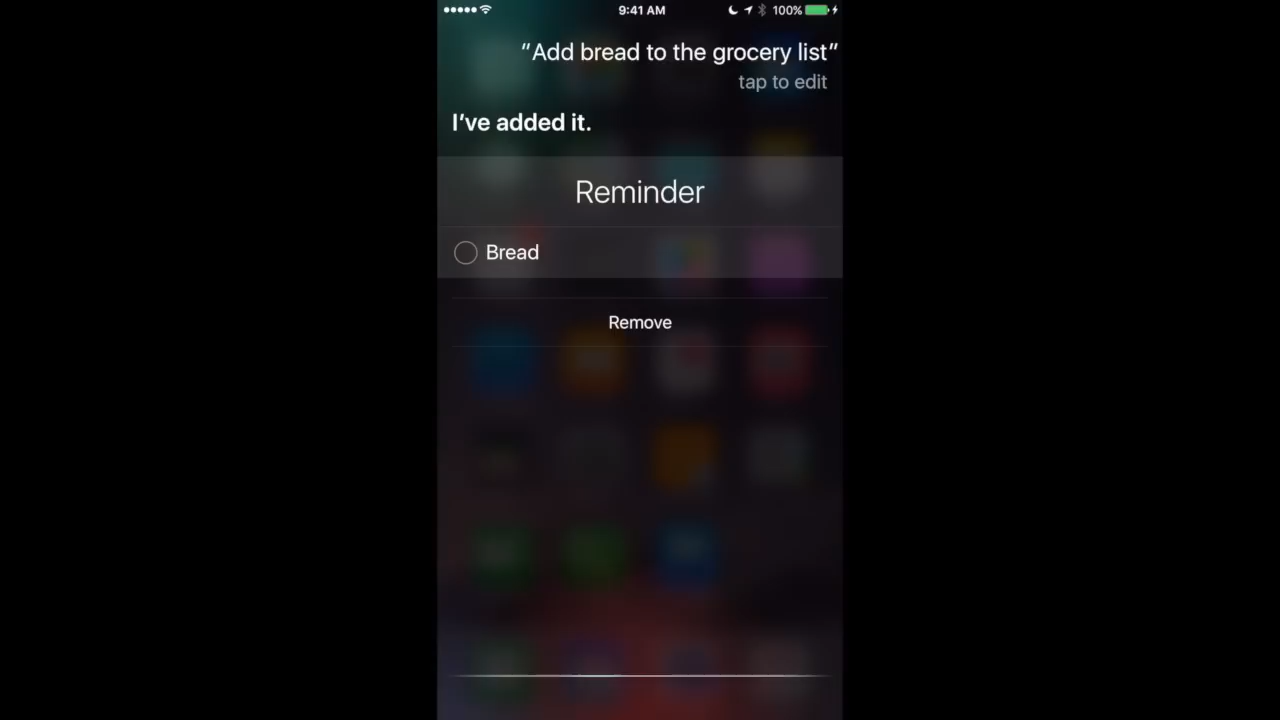 9:41 AM 100%
“Add bread to the grocery list”
tap to edit
I’ve added it.
Reminder
Bread
Remove